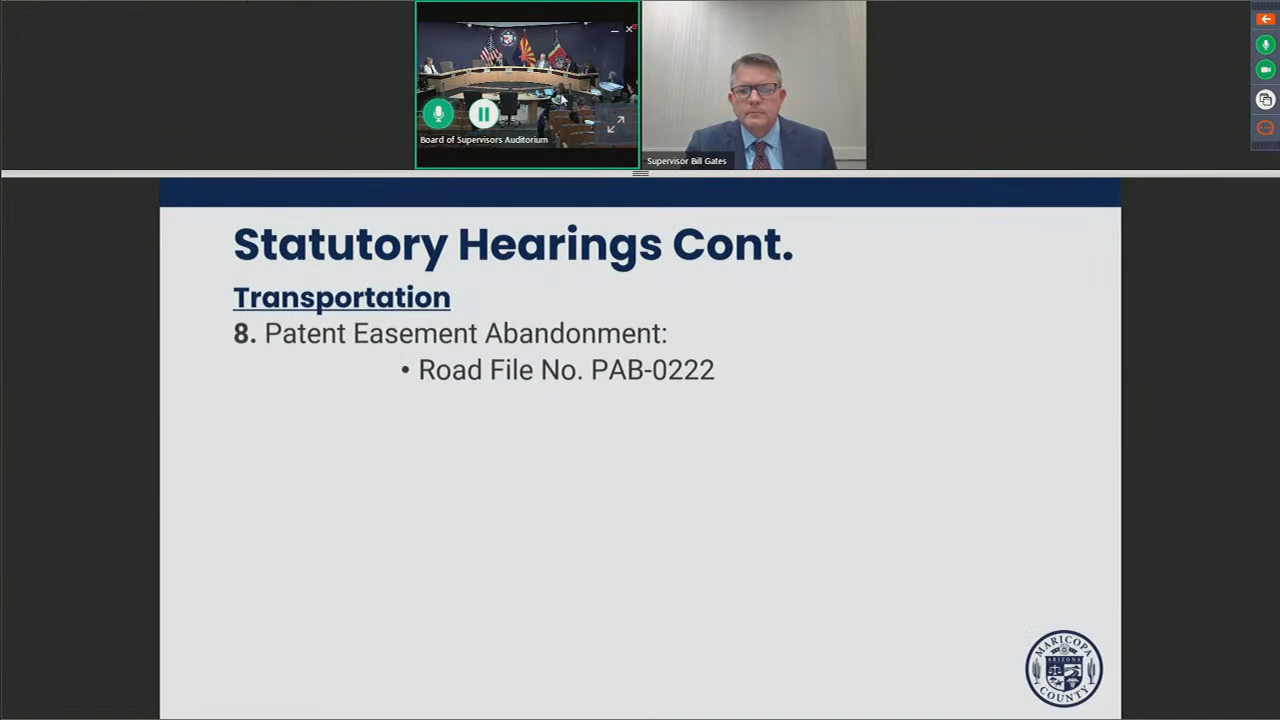 Board of Supervisors Auditorium
Supervisor Bill Gates
Statutory Hearings Cont.
Transportation
8. Patent Easement Abandonment:
• Road File No. PAB-0222
MARICOPA
ARIZONA
COUNTY